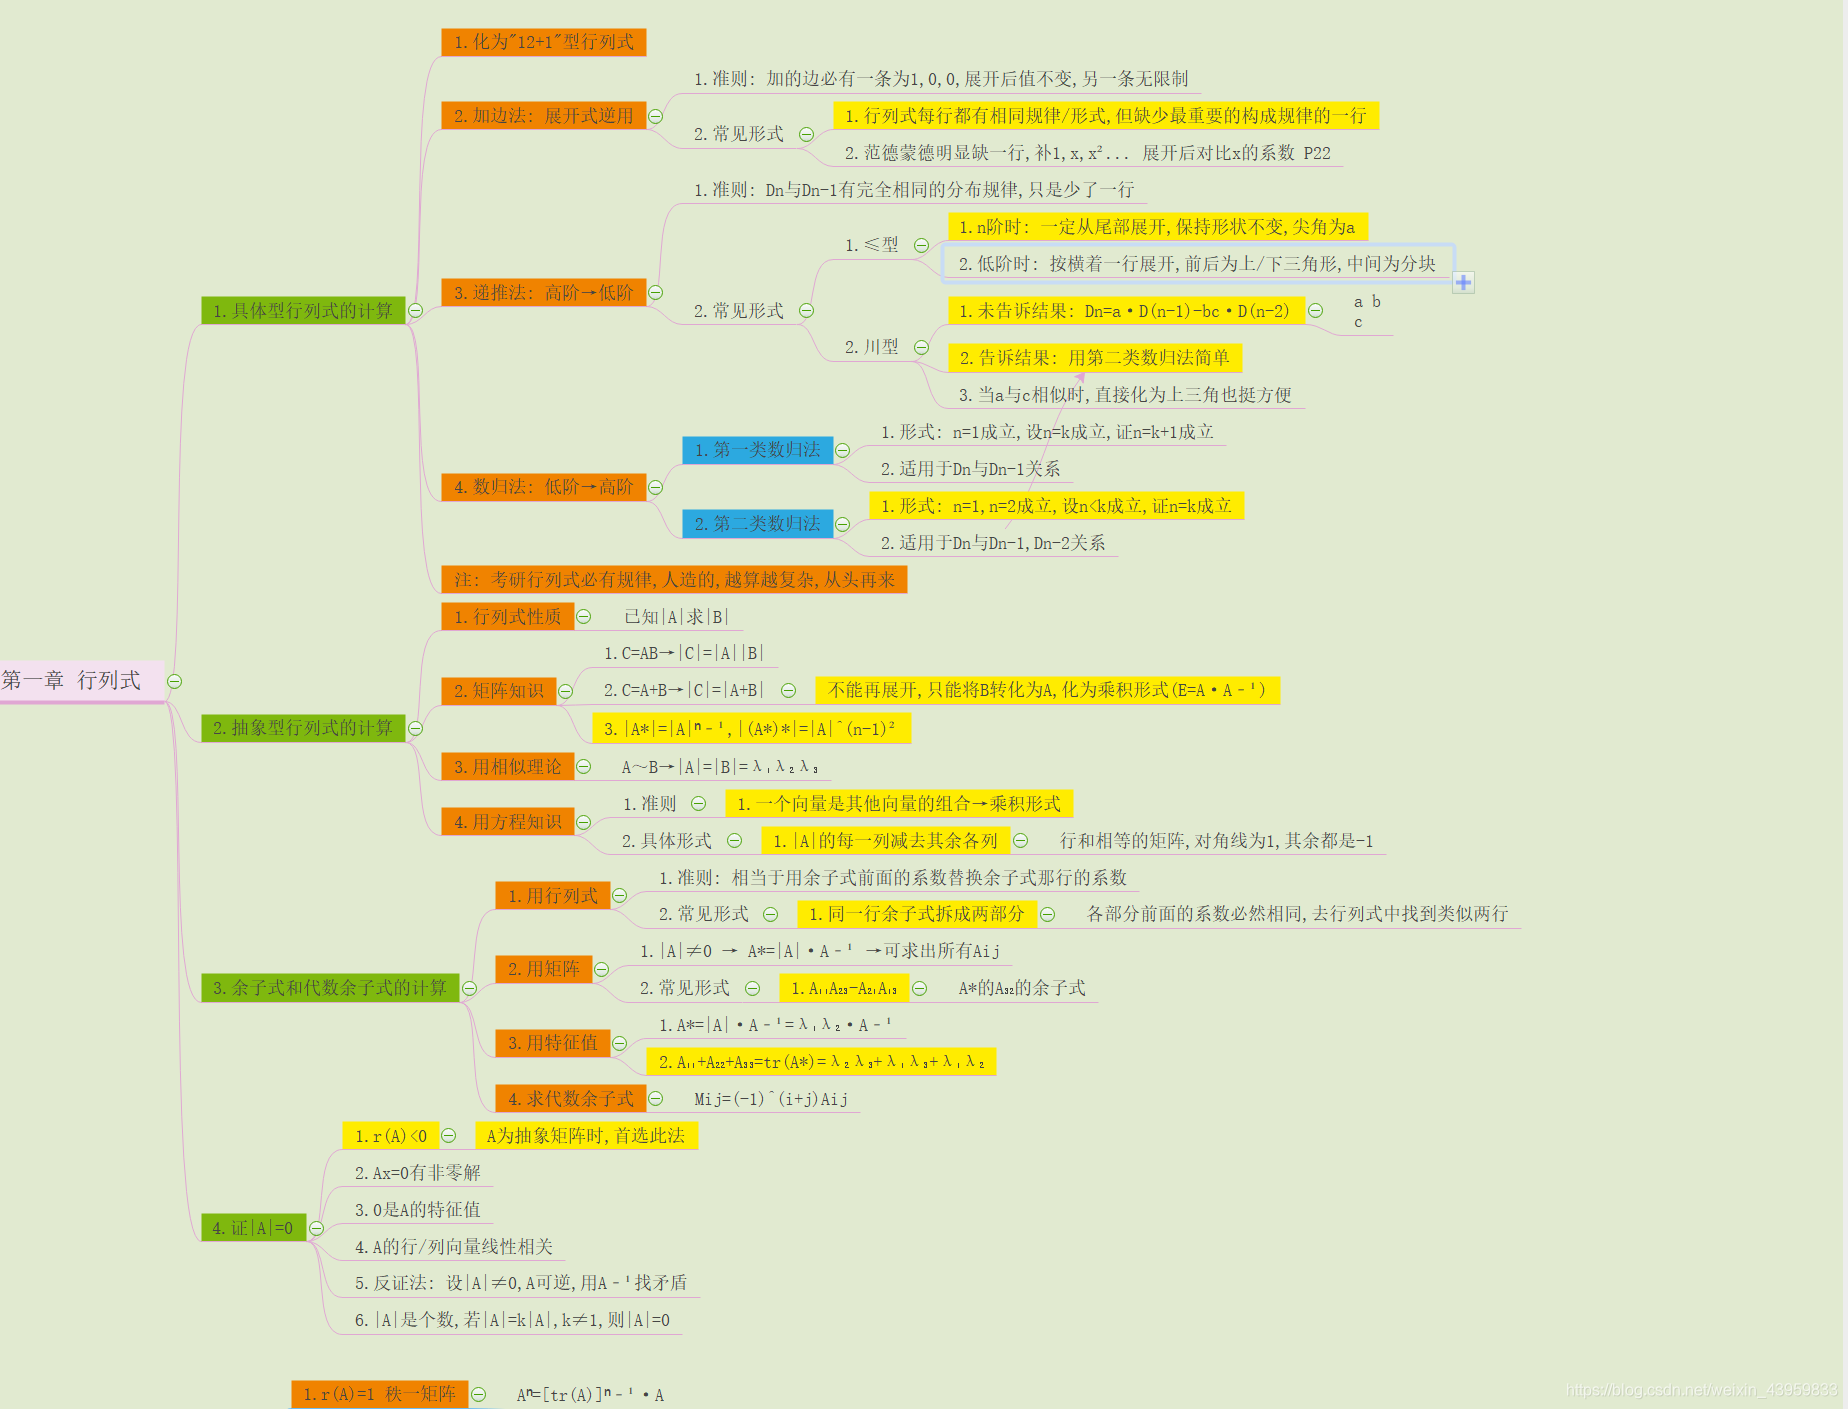 第一章 行列式
1.具体型行列式的计算
1.化为"12+1"型行列式
2.加边法: 展开式逆用
1.准则: 加的边必有一条为1,0,0,展开后值不变,另一条无限制
2.常见形式
1.行列式每行都有相同规律/形式,但缺少最重要的构成规律的一行
2.范德蒙德明显缺一行,补1,x,x²... 展开后对比x的系数 P22
3.递推法: 高阶→低阶
1.准则: Dn与Dn-1有完全相同的分布规律,只是少了一行
2.常见形式
1.≤型
1.n阶时: 一定从尾部展开,保持形状不变,尖角为a
2.低阶时: 按横着一行展开,前后为上/下三角形,中间为分块
2.川型
1.未告诉结果: Dn=a·D(n-1)-bc·D(n-2)
a b
c
2.告诉结果: 用第二类数归法简单
3.当a与c相似时,直接化为上三角也挺方便
4.数归法: 低阶→高阶
1.第一类数归法
1.形式: n=1成立,设n=k成立,证n=k+1成立
2.适用于Dn与Dn-1关系
2.第二类数归法
1.形式: n=1,n=2成立,设n<k成立,证n=k成立
2.适用于Dn与Dn-1,Dn-2关系
注: 考研行列式必有规律,人造的,越算越复杂,从头再来
2.抽象型行列式的计算
1.行列式性质
已知|A|求|B|
2.矩阵知识
1.C=AB→|C|=|A||B|
2.C=A+B→|C|=|A+B|
不能再展开,只能将B转化为A,化为乘积形式(E=A·A⁻¹)
3.|A*|=|A|ⁿ⁻¹,|(A*)*|=|A|^(n-1)²
3.用相似理论
A～B→|A|=|B|=λ₁λ₂λ₃
4.用方程知识
1.准则
1.一个向量是其他向量的组合→乘积形式
2.具体形式
1.|A|的每一列减去其余各列
行和相等的矩阵,对角线为1,其余都是-1
3.余子式和代数余子式的计算
1.用行列式
1.准则: 相当于用余子式前面的系数替换余子式那行的系数
2.常见形式
1.同一行余子式拆成两部分
各部分前面的系数必然相同,去行列式中找到类似两行
2.用矩阵
1.|A|≠0 → A*=|A|·A⁻¹ →可求出所有Aij
2.常见形式
1.A₁₁A₂₃-A₂₁A₁₃
A*的A₃₂的余子式
3.用特征值
1.A*=|A|·A⁻¹=λ₁λ₂·A⁻¹
2.A₁₁+A₂₂+A₃₃=tr(A*)=λ₂λ₃+λ₁λ₃+λ₁λ₂
4.求代数余子式
Mij=(-1)^(i+j)Aij
4.证|A|=0
1.r(A)<0
A为抽象矩阵时,首选此法
2.Ax=0有非零解
3.0是A的特征值
4.A的行/列向量线性相关
5.反证法: 设|A|≠0,A可逆,用A⁻¹找矛盾
6.|A|是个数,若|A|=k|A|,k≠1,则|A|=0
1.r(A)=1 秩一矩阵
Aⁿ=[tr(A)]ⁿ⁻¹·A
https://blog.csdn.net/weixin_43959833